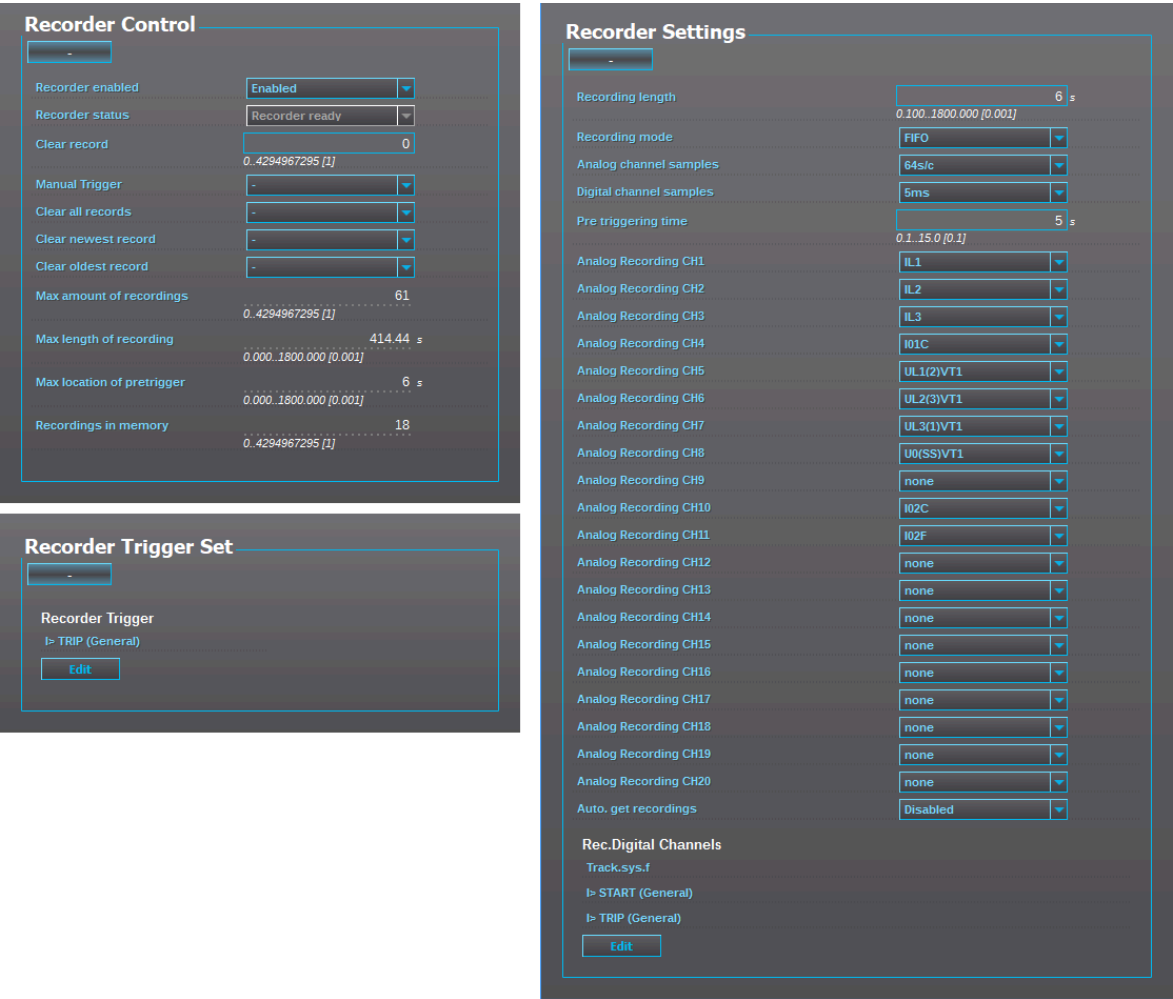 Recorder Control
-
Recorder enabled Enabled
Recorder status Recorder ready
Clear record 0
0..4294967295 [1]
Manual Trigger -
Clear all records -
Clear newest record -
Clear oldest record -
Max amount of recordings 61
0..4294967295 [1]
Max length of recording 414.44 s
0.000..1800.000 [0.001]
Max location of pretrigger 6 s
0.000..1800.000 [0.001]
Recordings in memory 18
0..4294967295 [1]
Recorder Trigger Set
-
Recorder Trigger
I> TRIP (General)
Edit
Recorder Settings
-
Recording length 6 s
0.100..1800.000 [0.001]
Recording mode FIFO
Analog channel samples 64s/c
Digital channel samples 5ms
Pre triggering time 5 s
0.1..15.0 [0.1]
Analog Recording CH1 IL1
Analog Recording CH2 IL2
Analog Recording CH3 IL3
Analog Recording CH4 I01C
Analog Recording CH5 UL1(2)VT1
Analog Recording CH6 UL2(3)VT1
Analog Recording CH7 UL3(1)VT1
Analog Recording CH8 U0(SS)VT1
Analog Recording CH9 none
Analog Recording CH10 I02C
Analog Recording CH11 I02F
Analog Recording CH12 none
Analog Recording CH13 none
Analog Recording CH14 none
Analog Recording CH15 none
Analog Recording CH16 none
Analog Recording CH17 none
Analog Recording CH18 none
Analog Recording CH19 none
Analog Recording CH20 none
Auto. get recordings Disabled
Rec.Digital Channels
Track.sys.f
I> START (General)
I> TRIP (General)
Edit